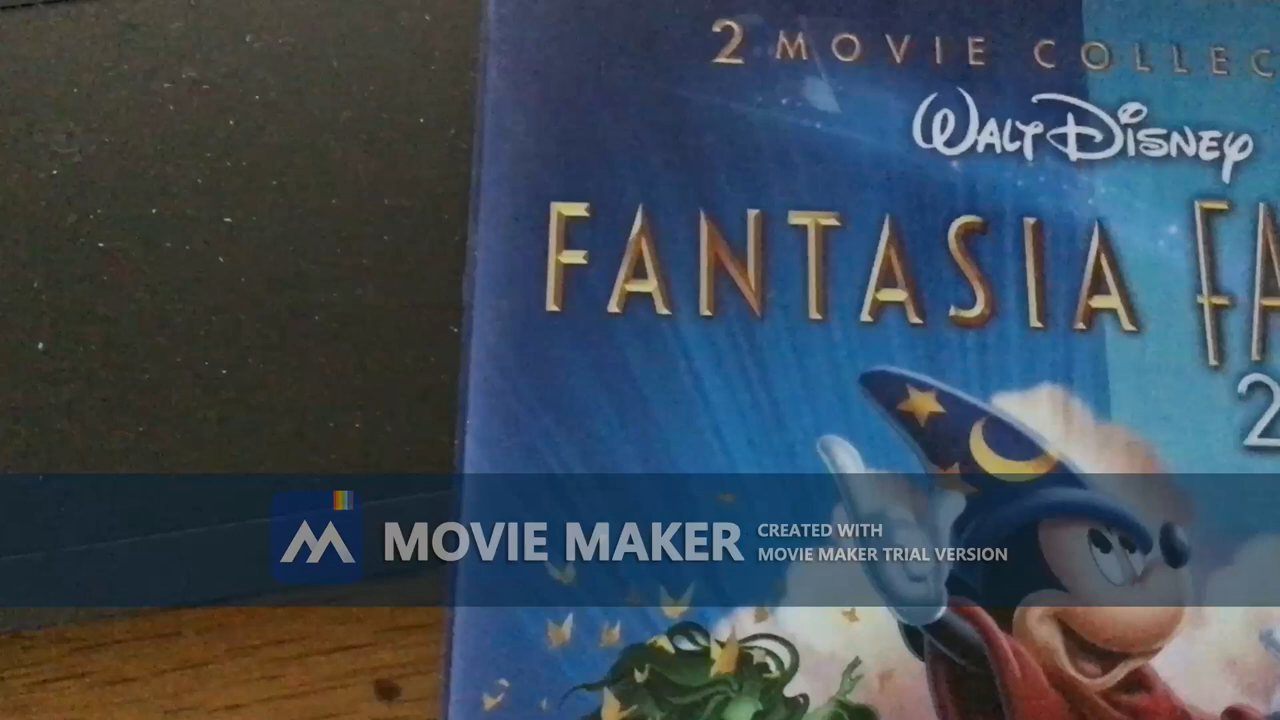 2 MOVIE COLLEC
WALT DISNEY
FANTASIA FA
2
MOVIE MAKER
CREATED WITH
MOVIE MAKER TRIAL VERSION